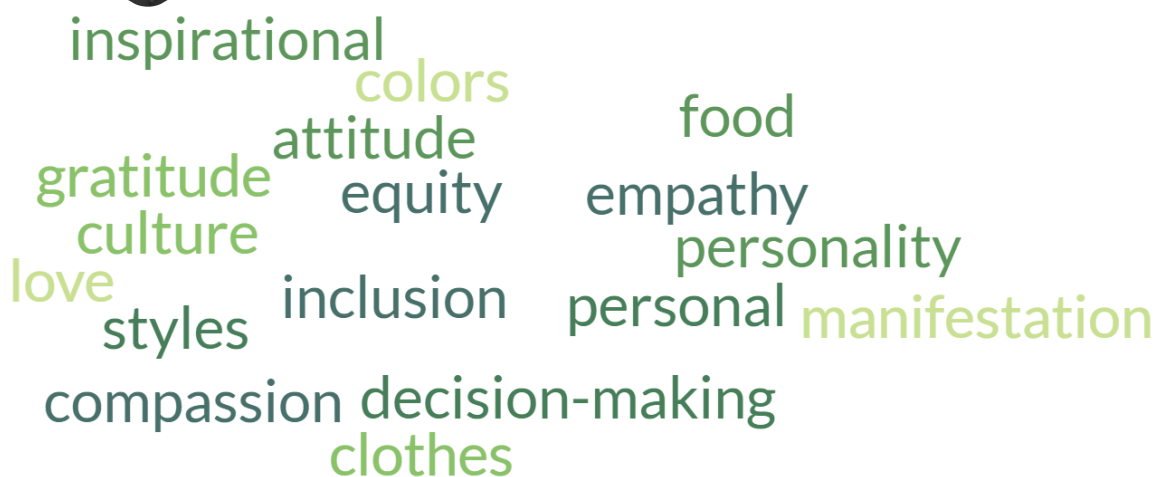 inspirational
colors
food
attitude
gratitude
equity
empathy
culture
personality
love
inclusion
personal
manifestation
styles
compassion
decision-making
clothes